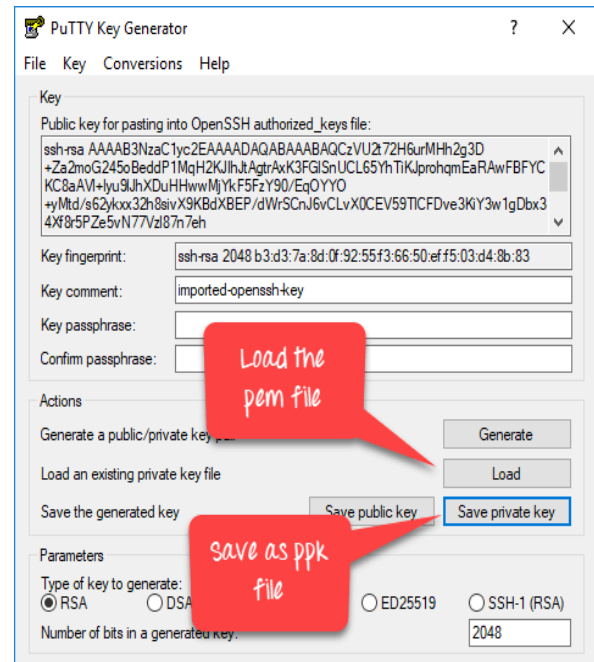 PuTTY Key Generator ? X
File Key Conversions Help
Key
Public key for pasting into OpenSSH authorized_keys file:
ssh-rsa AAAAB3NzaC1yc2EAAAADAQABAAABAQCzVU2t72H6urMHh2g3D
+Za2moG245oBeddP1MqH2KJlhJtAgtrAxK3FGISnUCL65YhTiKJprohqmEaRAwFBFYC
KC8aAVl+lyu9IJhXDuHHwwMjYkF5FzY90/EqOYYO
+yMtd/s62ykxx32h8sivX9KBdXBEP/dWrSCnJ6vCLvX0CEV59TICFDve3KiY3w1gDbx3
4Xf8r5PZe5vN77Vzl87n7eh
Key fingerprint: ssh-rsa 2048 b3:d3:7a:8d:0f:92:55:f3:66:50:ef:f5:03:d4:8b:83
Key comment: imported-openssh-key
Key passphrase:
Confirm passphrase:
Load the
pem file
Actions
Generate a public/private key Generate
Load an existing private key file Load
Save the generated key Save public key Save private key
save as ppk
file
Parameters
Type of key to generate:
RSA DSA ED25519 SSH-1 (RSA)
Number of bits in a generated key: 2048